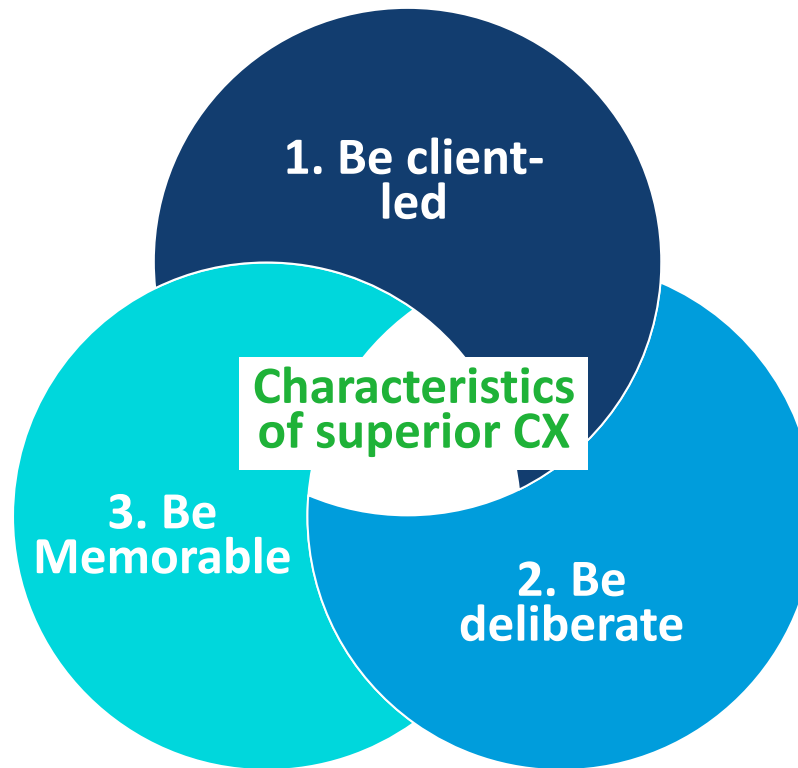 1. Be client-
led
Characteristics
of superior CX
3. Be
Memorable
2. Be
deliberate